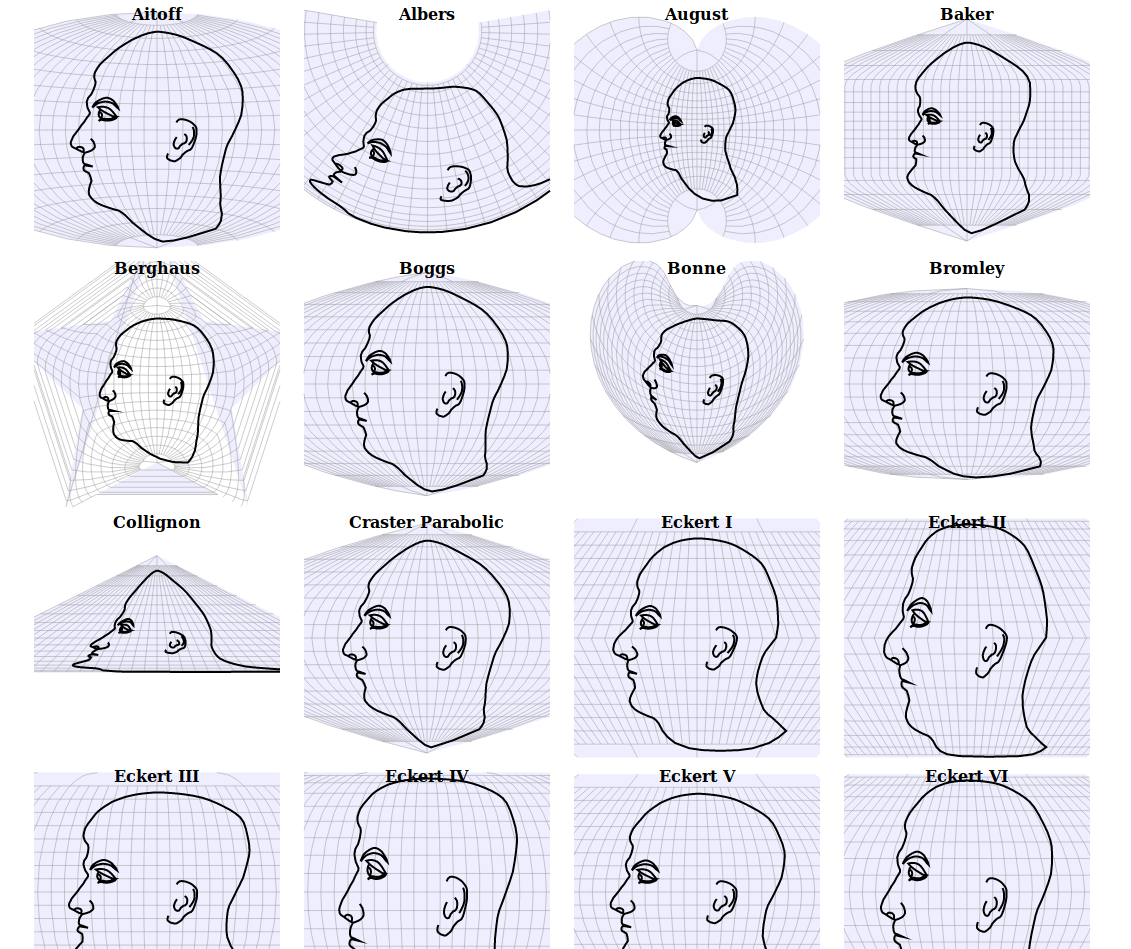 Aitoff
Albers
August
Baker
Berghaus
Boggs
Bonne
Bromley
Collignon
Craster Parabolic
Eckert I
Eckert II
Eckert III
Eckert IV
Eckert V
Eckert VI